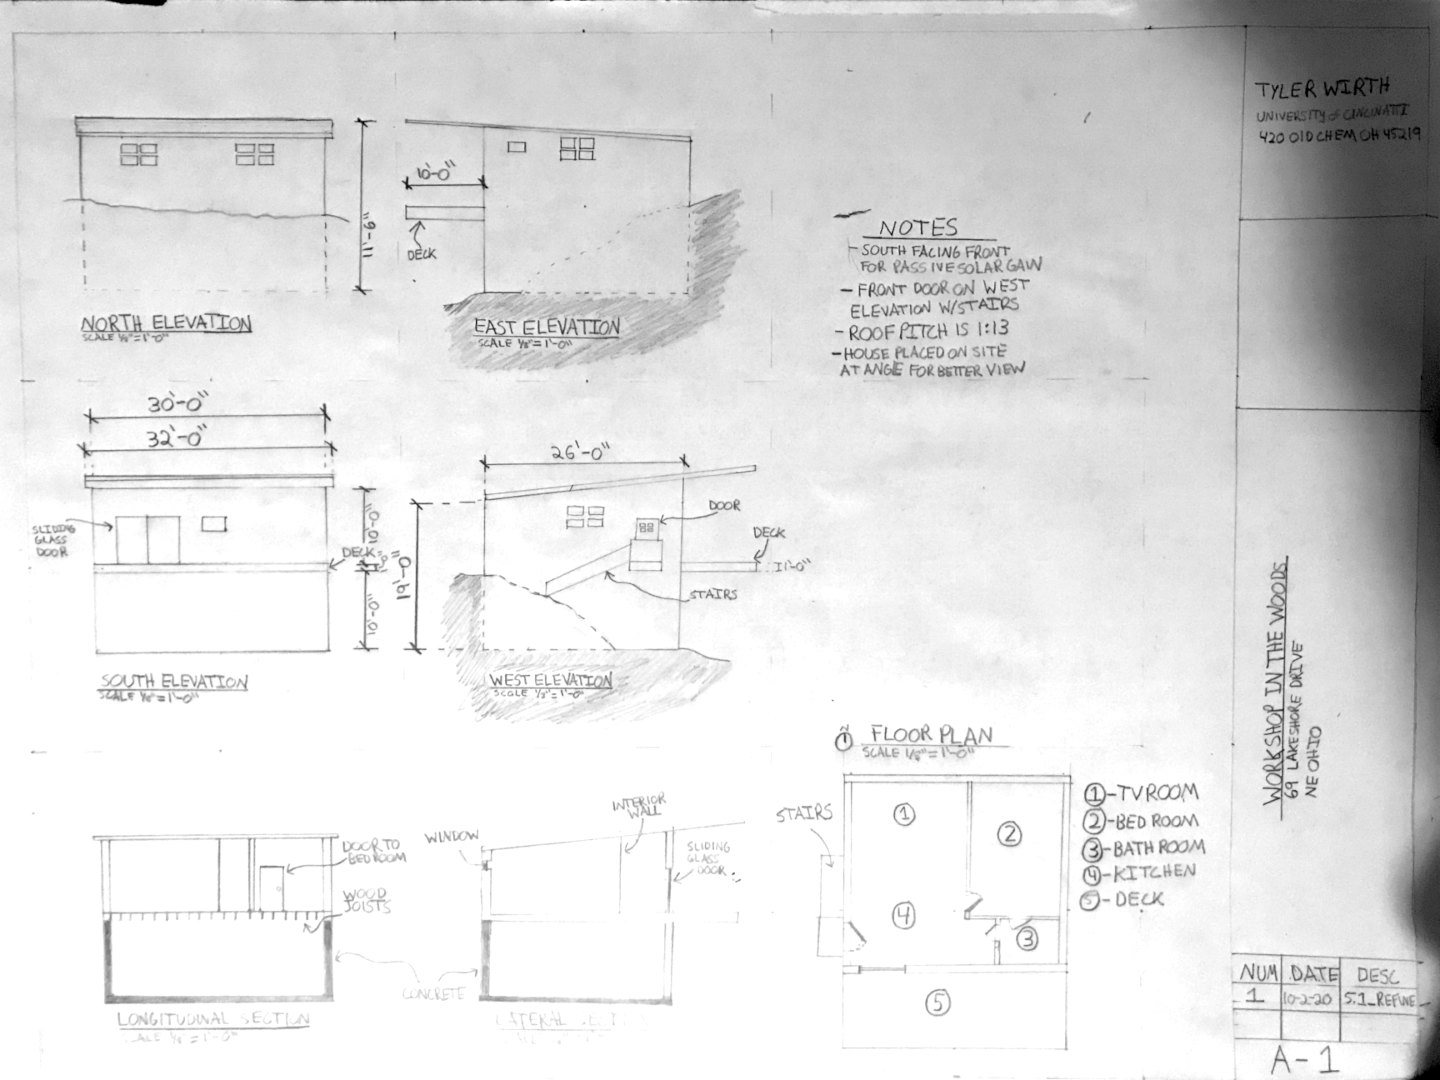 TYLER WIRTH
UNIVERSITY of CINCINATTI
420 OLD CHEM OH 45219
10'-0"
DECK
11'-6"
NORTH ELEVATION
SCALE 1/8"=1'-0"
EAST ELEVATION
SCALE 1/8"=1'-0"
NOTES
- SOUTH FACING FRONT
FOR PASSIVE SOLAR GAIN
- FRONT DOOR ON WEST
ELEVATION W/STAIRS
- ROOF PITCH IS 1:13
- HOUSE PLACED ON SITE
AT ANGLE FOR BETTER VIEW
30'-0"
32'-0"
SLIDING
GLASS
DOOR
DECK
10'-0"
10'-0"
SOUTH ELEVATION
SCALE 1/8"=1'-0"
26'-0"
DOOR
DECK
1'-0"
STAIRS
WEST ELEVATION
SCALE 1/8"=1'-0"
WORKSHOP IN THE WOODS
69 LAKESHORE DRIVE
NE OHIO
N
FLOOR PLAN
SCALE 1/8"=1'-0"
STAIRS
1
2
3
4
5
1-TV ROOM
2-BED ROOM
3-BATH ROOM
4-KITCHEN
5-DECK
DOOR TO
BEDROOM
WOOD
JOISTS
CONCRETE
LONGITUDINAL SECTION
SCALE 1/8"=1'-0"
WINDOW
INTERIOR
WALL
SLIDING
GLASS
DOOR
LATERAL SECTION
NUM DATE DESC
1 10-2-20 5.1_REFINE
A-1